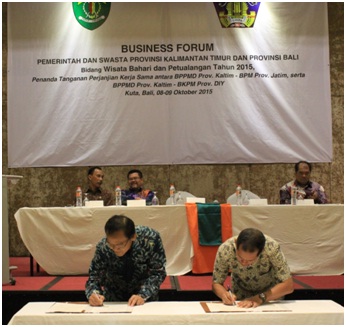 BUSINESS FORUM
PEMERINTAH DAN SWASTA PROVINSI KALIMANTAN TIMUR DAN PROVINSI BALI
Bidang Wisata Bahari dan Petualangan Tahun 2015,
Penanda Tanganan Perjanjian Kerja Sama antara BPPMD Prov. Kaltim - BPM Prov. Jatim, serta
BPPMD Prov. Kaltim - BKPM Prov. DIY
Kuta, Bali, 08-09 Oktober 2015